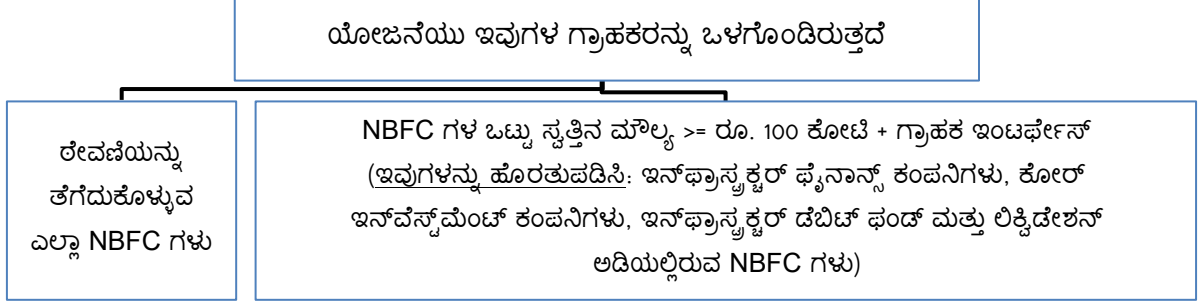 ಯೋಜನೆಯು ಇವುಗಳ ಗ್ರಾಹಕರನ್ನು ಒಳಗೊಂಡಿರುತ್ತದೆ
ಠೇವಣಿಯನ್ನು
ತೆಗೆದುಕೊಳ್ಳುವ
ಎಲ್ಲಾ NBFC ಗಳು
NBFC ಗಳ ಒಟ್ಟು ಸ್ವತ್ತಿನ ಮೌಲ್ಯ >= ರೂ. 100 ಕೋಟಿ + ಗ್ರಾಹಕ ಇಂಟರ್ಫೇಸ್
(ಇವುಗಳನ್ನು ಹೊರತುಪಡಿಸಿ: ಇನ್‌ಫ್ರಾಸ್ಟ್ರಕ್ಚರ್ ಫೈನಾನ್ಸ್ ಕಂಪನಿಗಳು, ಕೋರ್
ಇನ್‌ವೆಸ್ಟ್‌ಮೆಂಟ್ ಕಂಪನಿಗಳು, ಇನ್‌ಫ್ರಾಸ್ಟ್ರಕ್ಚರ್ ಡೆಬಿಟ್ ಫಂಡ್ ಮತ್ತು ಲಿಕ್ವಿಡೇಶನ್
ಅಡಿಯಲ್ಲಿರುವ NBFC ಗಳು)